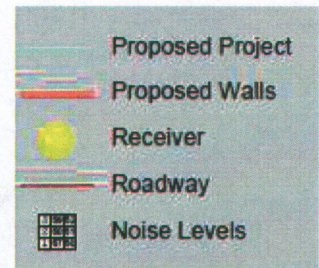 Proposed Project
Proposed Walls
Receiver
Roadway
Noise Levels